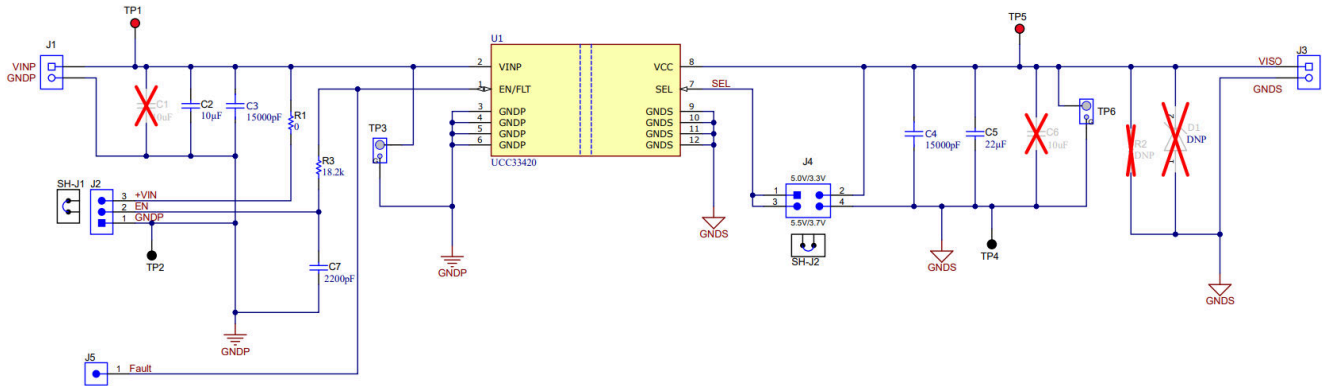 TP1
TP5
J1
VINP
GNDP
C1
10uF
C2
10µF
C3
15000pF
R1
0
SH-J1
J2
3 +VIN
2 EN
1 GNDP
TP2
R3
18.2k
C7
2200pF
GNDP
J5
1 Fault
TP3
G
GNDP
U1
2 VINP
1 EN/FLT
3 GNDP
4 GNDP
5 GNDP
6 GNDP
VCC 8
SEL 7
GNDS 9
GNDS 10
GNDS 11
GNDS 12
UCC33420
SEL
GNDS
J4
5.0V/3.3V
1 2
3 4
5.5V/3.7V
SH-J2
C4
15000pF
C5
22µF
C6
10uF
GNDS
TP4
TP6
G
R2
DNP
D1
DNP
2
1
J3
VISO
GNDS
GNDS